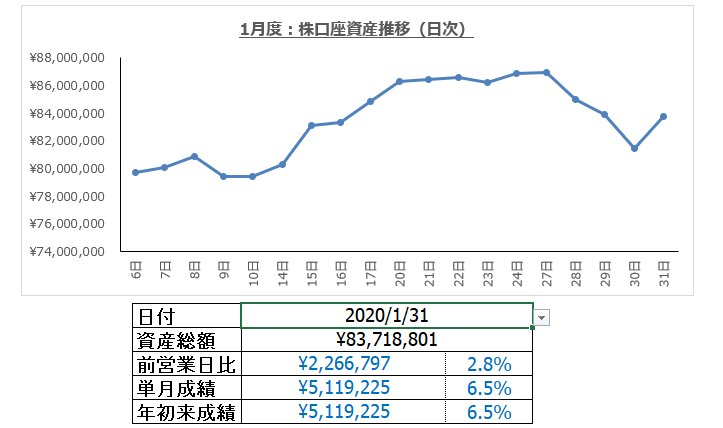 1月度：株口座資産推移（日次）
¥88,000,000
¥86,000,000
¥84,000,000
¥82,000,000
¥80,000,000
¥78,000,000
¥76,000,000
¥74,000,000
6日 7日 8日 9日 10日 14日 15日 16日 17日 20日 21日 22日 23日 24日 27日 28日 29日 30日 31日
日付 2020/1/31
資産総額 ¥83,718,801
前営業日比 ¥2,266,797 2.8%
単月成績 ¥5,119,225 6.5%
年初来成績 ¥5,119,225 6.5%